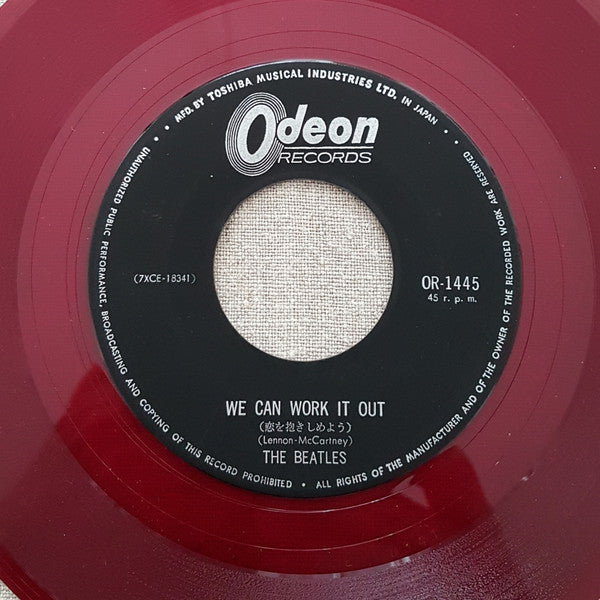 • MFD. BY TOSHIBA MUSICAL INDUSTRIES LTD. IN JAPAN •
Odeon
RECORDS
(7XCE-18341)
OR-1445
45 r. p. m.
WE CAN WORK IT OUT
(恋を抱きしめよう)
(Lennon-McCartney)
THE BEATLES
UNAUTHORIZED PUBLIC PERFORMANCE, BROADCASTING AND COPYING OF THIS RECORD PROHIBITED • ALL RIGHTS OF THE MANUFACTURER AND OF THE OWNER OF THE RECORDED WORK ARE RESERVED